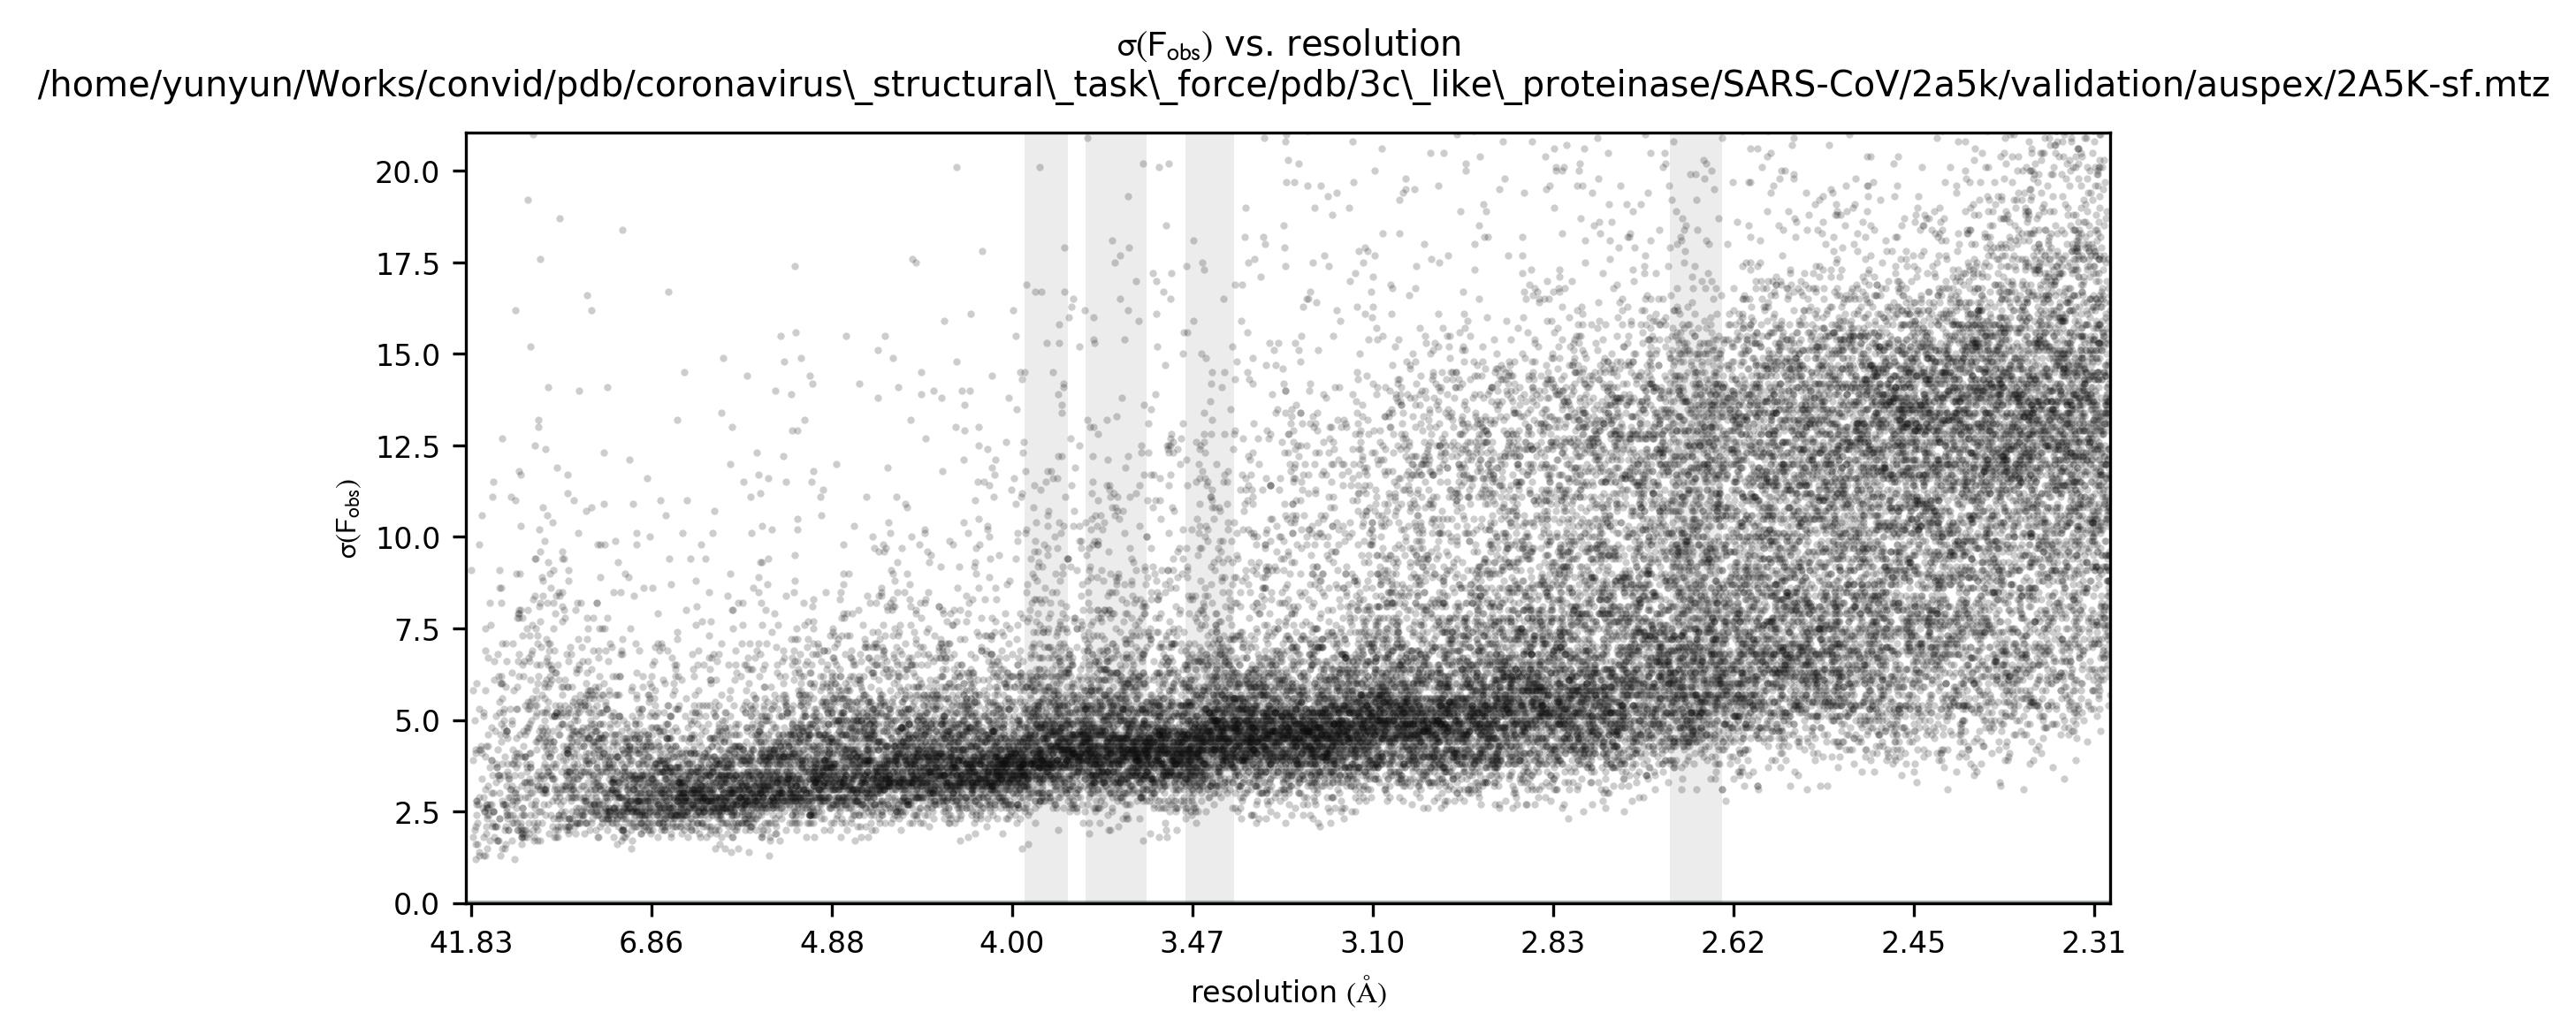 σ(Fobs) vs. resolution
/home/yunyun/Works/convid/pdb/coronavirus\_structural\_task\_force/pdb/3c\_like\_proteinase/SARS-CoV/2a5k/validation/auspex/2A5K-sf.mtz
20.0
17.5
15.0
12.5
10.0
7.5
5.0
2.5
0.0
σ(Fobs)
41.83 6.86 4.88 4.00 3.47 3.10 2.83 2.62 2.45 2.31
resolution (Å)